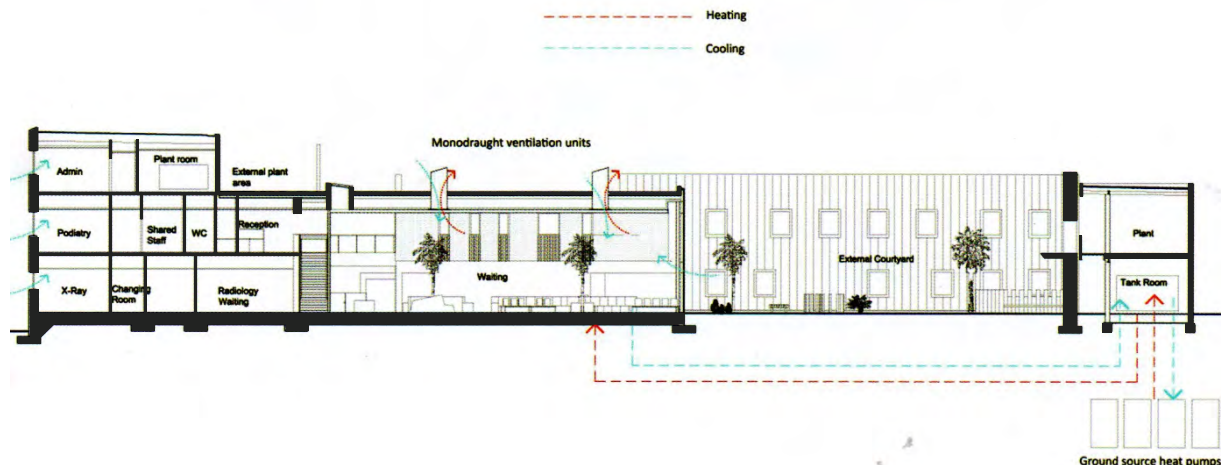 Heating
Cooling
Monodraught ventilation units
Admin
Plant room
External plant
area
Podiatry
Shared
Staff
WC
Reception
X-Ray
Changing
Room
Radiology
Waiting
Waiting
External Courtyard
Plant
Tank Room
Ground source heat pumps